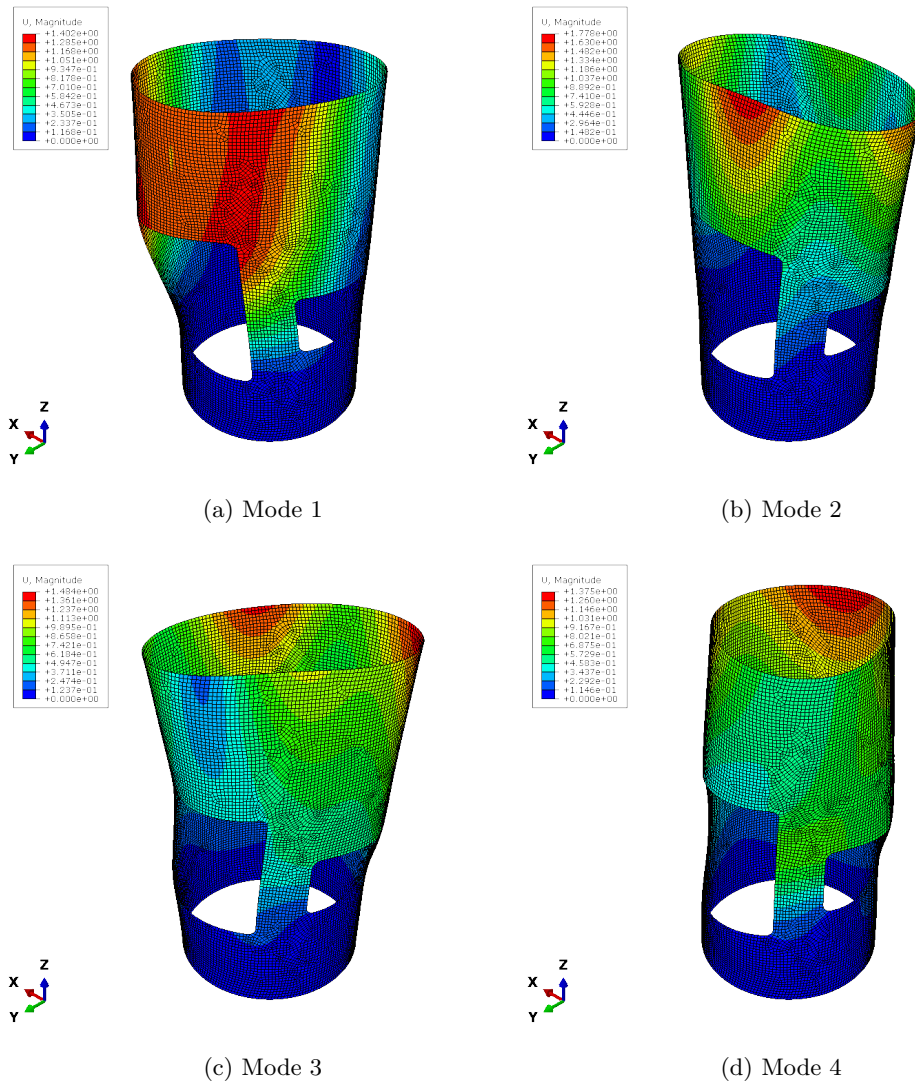 U, Magnitude
+1.402e+00
+1.285e+00
+1.168e+00
+1.051e+00
+9.347e-01
+8.178e-01
+7.010e-01
+5.842e-01
+4.673e-01
+3.505e-01
+2.337e-01
+1.168e-01
+0.000e+00
Z
X
Y
(a) Mode 1
U, Magnitude
+1.778e+00
+1.630e+00
+1.482e+00
+1.334e+00
+1.186e+00
+1.037e+00
+8.892e-01
+7.410e-01
+5.928e-01
+4.446e-01
+2.964e-01
+1.482e-01
+0.000e+00
Z
X
Y
(b) Mode 2
U, Magnitude
+1.484e+00
+1.361e+00
+1.237e+00
+1.113e+00
+9.895e-01
+8.658e-01
+7.421e-01
+6.184e-01
+4.947e-01
+3.711e-01
+2.474e-01
+1.237e-01
+0.000e+00
Z
X
Y
(c) Mode 3
U, Magnitude
+1.375e+00
+1.260e+00
+1.146e+00
+1.031e+00
+9.167e-01
+8.021e-01
+6.875e-01
+5.729e-01
+4.583e-01
+3.437e-01
+2.292e-01
+1.146e-01
+0.000e+00
Z
X
Y
(d) Mode 4